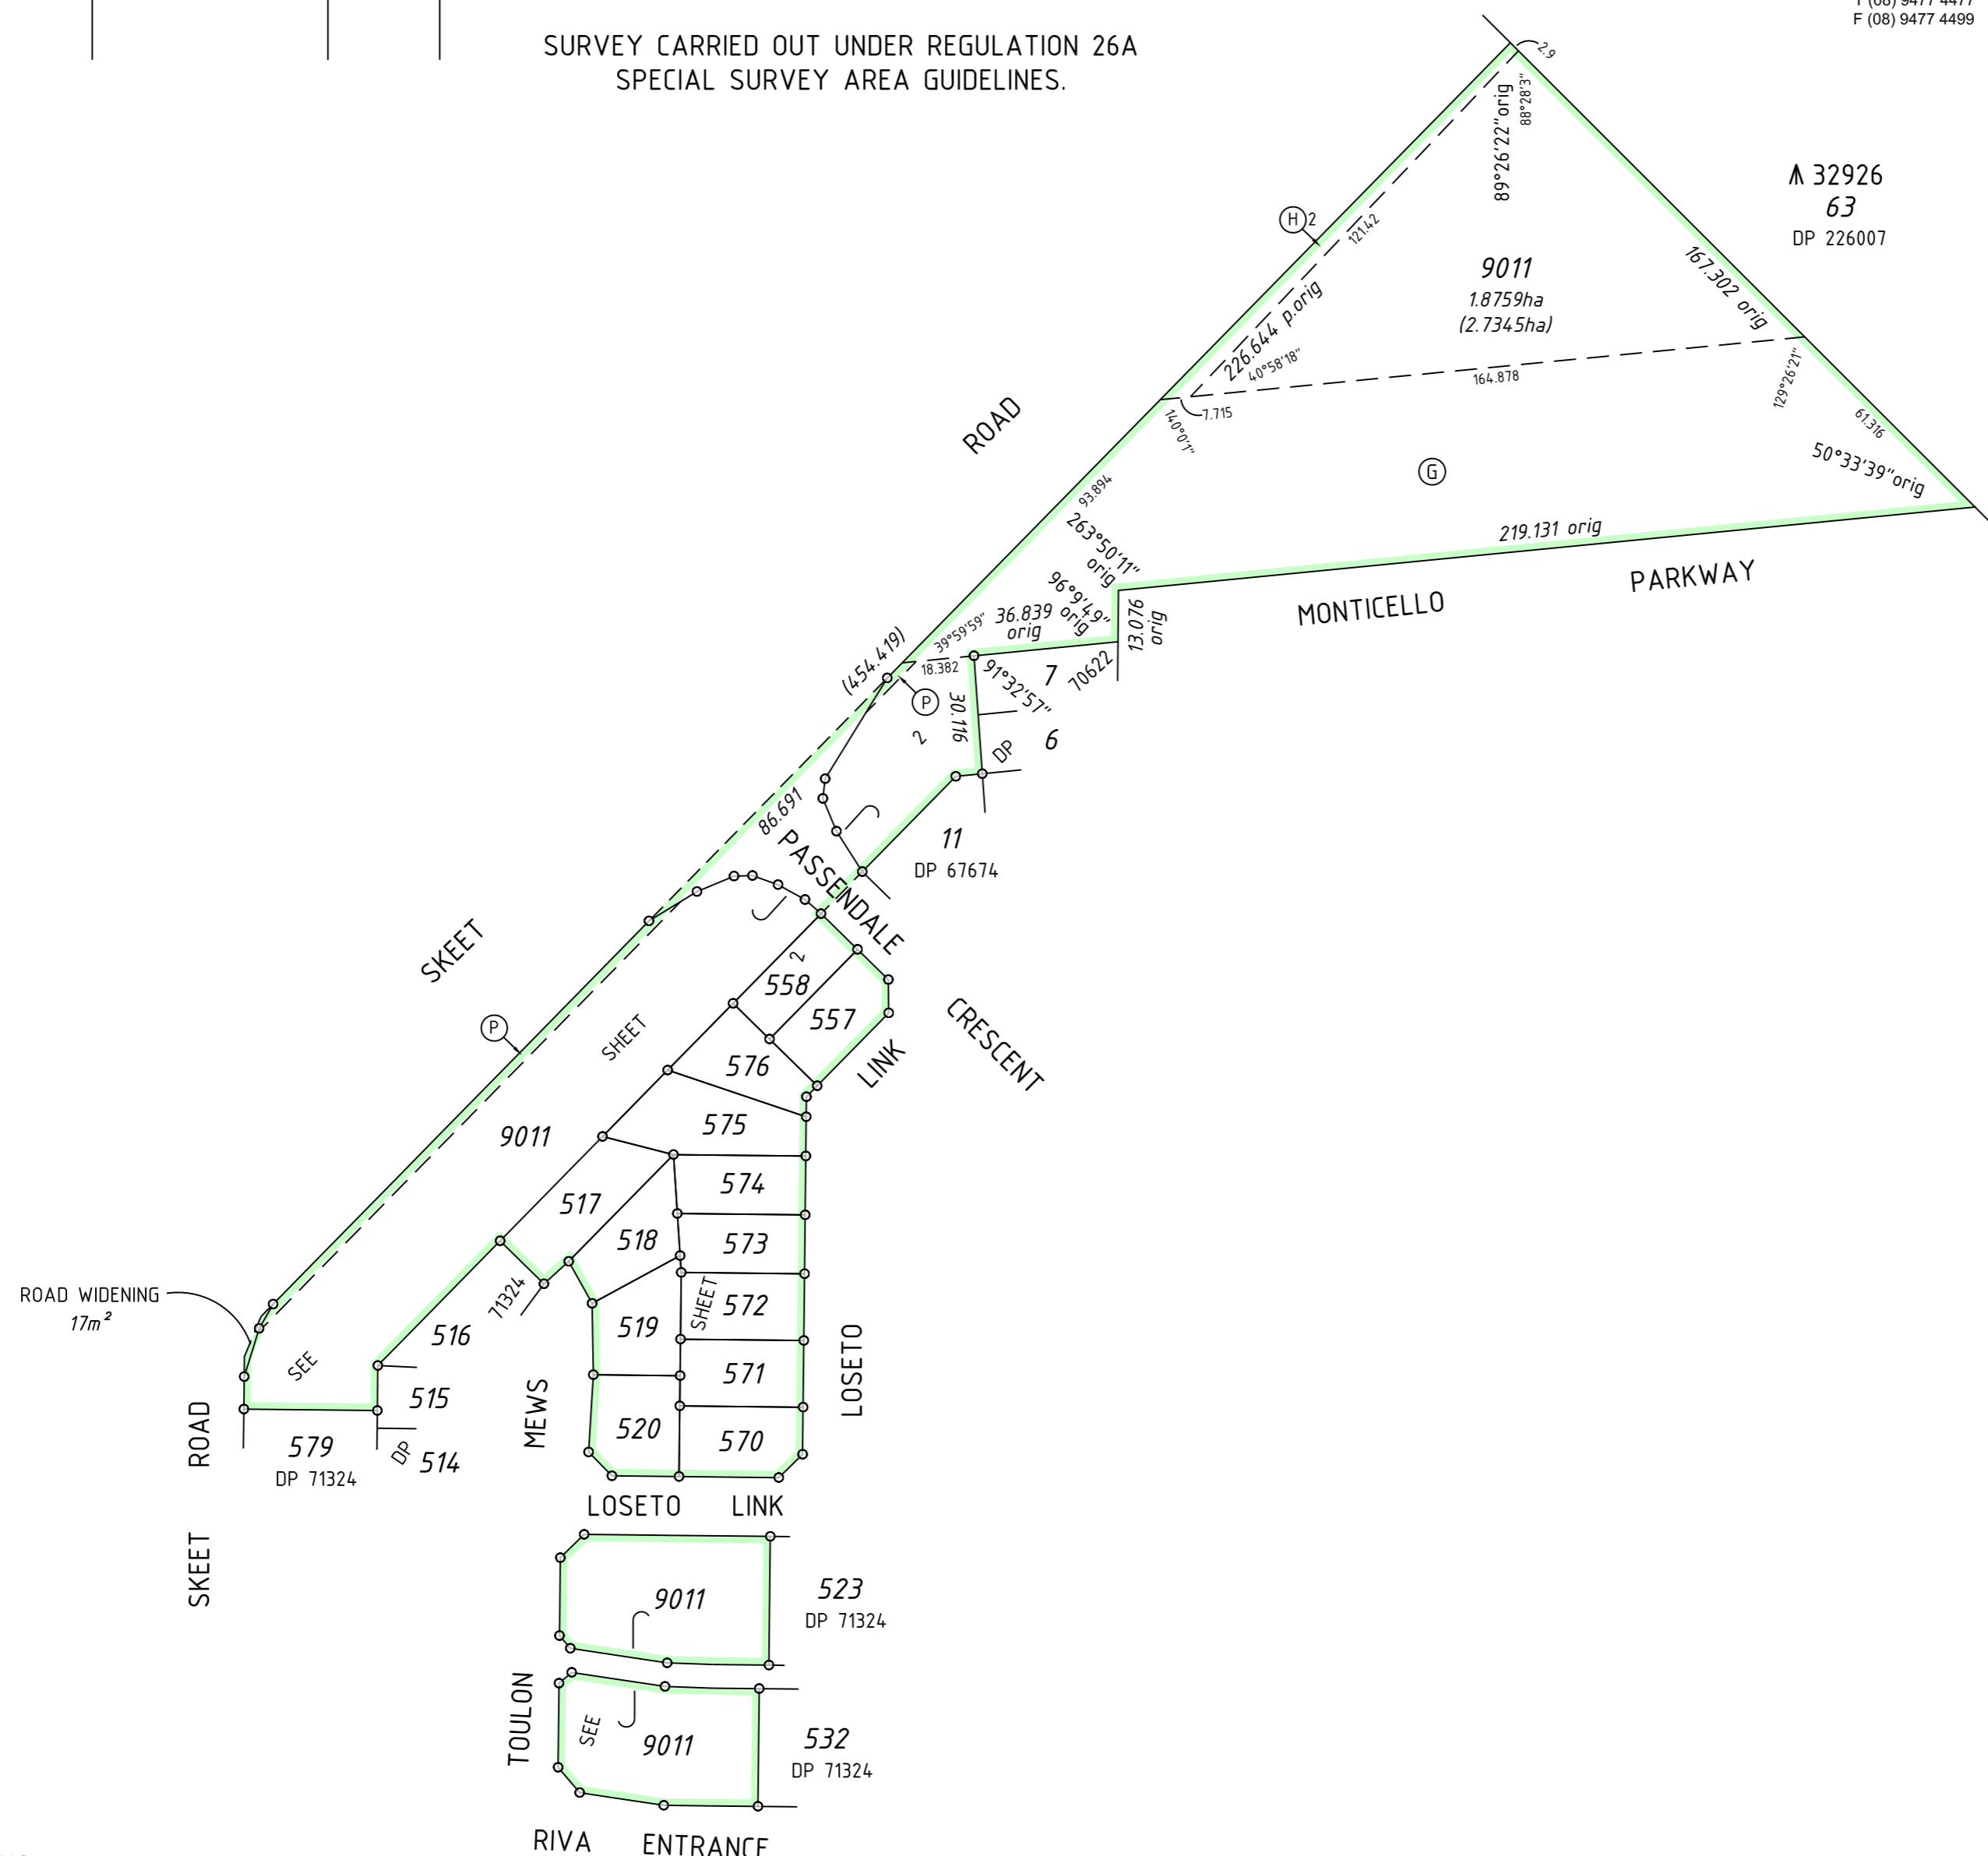 F (08) 9477 4499
SURVEY CARRIED OUT UNDER REGULATION 26A
SPECIAL SURVEY AREA GUIDELINES.
2.9
89°26'22"orig
88°28'3"
32926
63
DP 226007
H 2
121.42
9011
1.8759ha
(2.7345ha)
167.302 orig
226.644 p.orig
40°58'18"
164.878
129°26'21"
7.715
140°0'1"
61.316
ROAD
50°33'39"orig
G
93.894
263°50'11"
orig
219.131 orig
96°9'49"
orig
PARKWAY
MONTICELLO
36.839
orig
39°59'59"
13.076
orig
(454.419)
18.382
7
70622
91°32'57"
P
30.116
2
6
DP
86.691
PASSENDALE
11
DP 67674
SKEET
2
558
557
CRESCENT
P
SHEET
LINK
576
9011
575
574
517
518
573
71324
ROAD WIDENING
17m²
SHEET
572
519
516
SEE
571
LOSETO
515
MEWS
ROAD
520
570
579
DP
514
DP 71324
LOSETO LINK
SKEET
523
9011
DP 71324
TOULON
SEE
532
9011
DP 71324
RIVA ENTRANCE